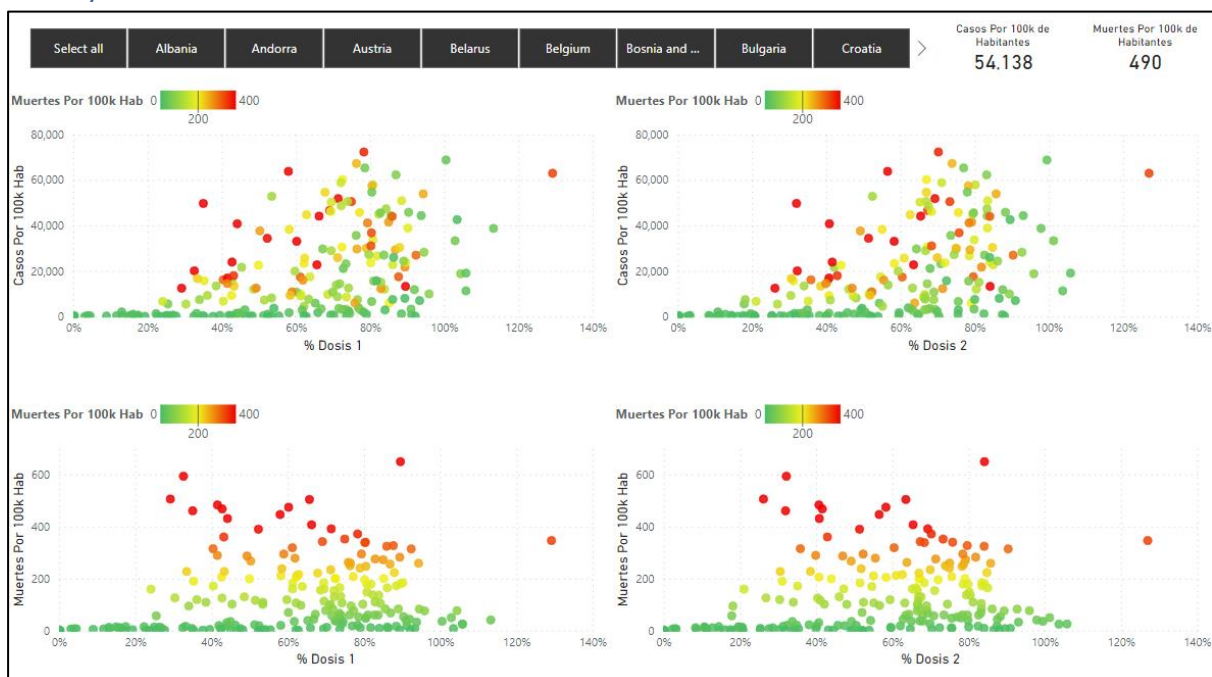 Select all
Albania
Andorra
Austria
Belarus
Belgium
Bosnia and ...
Bulgaria
Croatia
Casos Por 100k de
Habitantes
54.138
Muertes Por 100k de
Habitantes
490
Muertes Por 100k Hab 0 400
200
Casos Por 100k Hab
80,000
60,000
40,000
20,000
0
0% 20% 40% 60% 80% 100% 120% 140%
% Dosis 1
Muertes Por 100k Hab 0 400
200
Casos Por 100k Hab
80,000
60,000
40,000
20,000
0
0% 20% 40% 60% 80% 100% 120% 140%
% Dosis 2
Muertes Por 100k Hab 0 400
200
Muertes Por 100k Hab
600
400
200
0
0% 20% 40% 60% 80% 100% 120% 140%
% Dosis 1
Muertes Por 100k Hab 0 400
200
Muertes Por 100k Hab
600
400
200
0
0% 20% 40% 60% 80% 100% 120% 140%
% Dosis 2